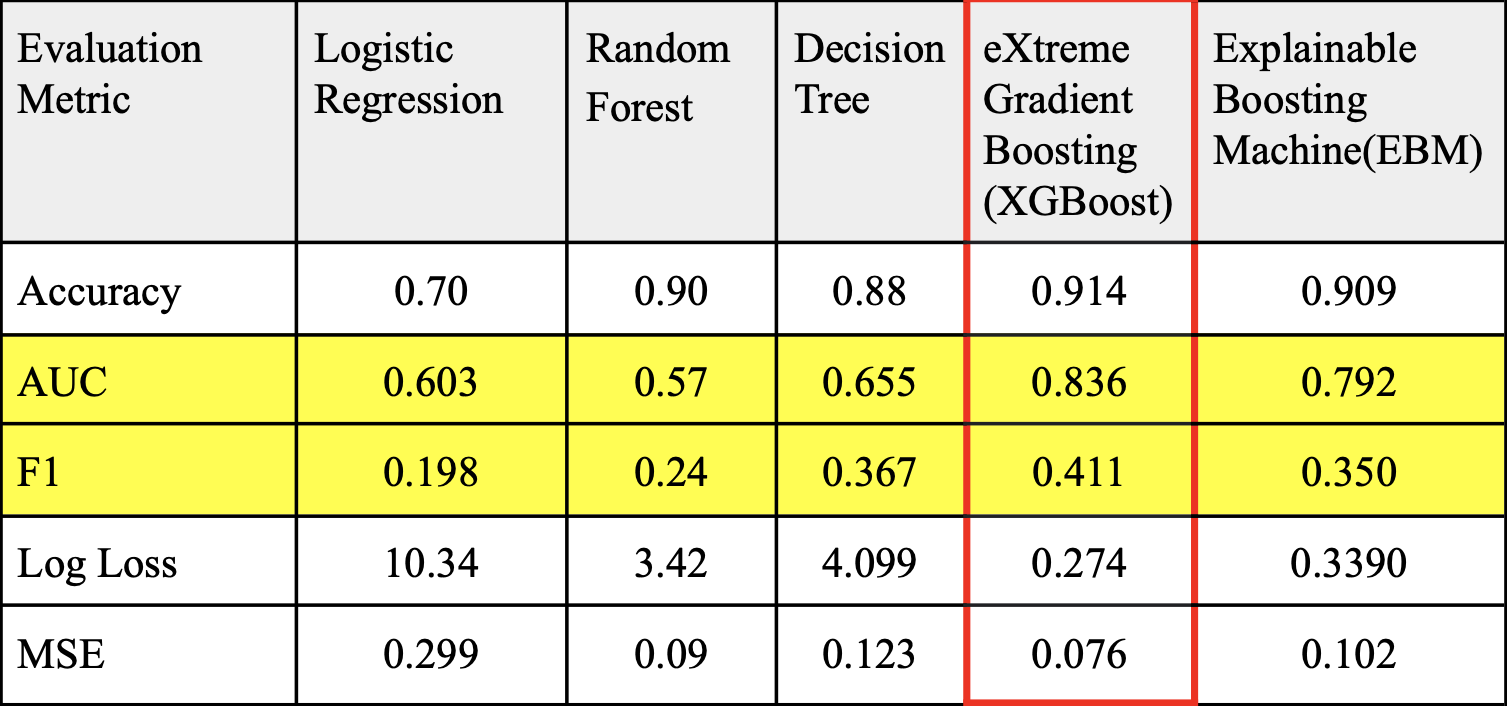 Evaluation Metric
Logistic Regression
Random Forest
Decision Tree
eXtreme Gradient Boosting (XGBoost)
Explainable Boosting Machine(EBM)
Accuracy 0.70 0.90 0.88 0.914 0.909
AUC 0.603 0.57 0.655 0.836 0.792
F1 0.198 0.24 0.367 0.411 0.350
Log Loss 10.34 3.42 4.099 0.274 0.3390
MSE 0.299 0.09 0.123 0.076 0.102